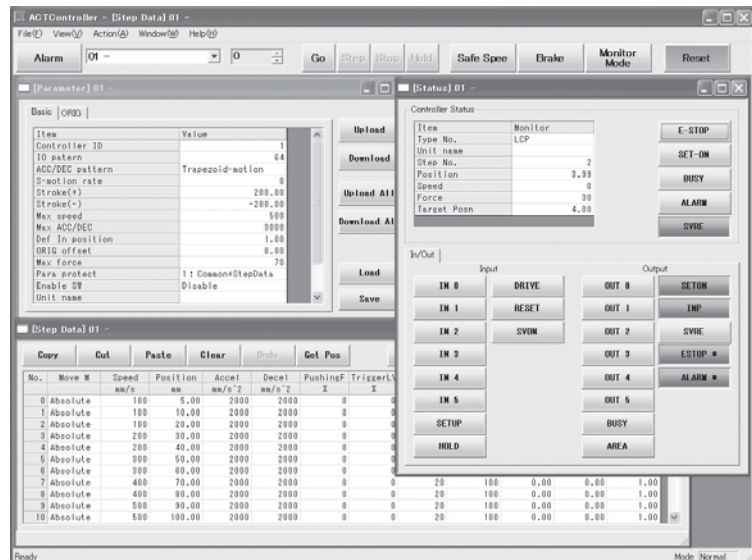 ACTController - [Step Data] 01 -
File(F) View(V) Action(A) Window(W) Help(H)
Alarm 01 - 0 Go Step Stop Hold Safe Spee Brake Monitor Mode Reset
[Parameter] 01 -
Basic ORIG
Item Value
Controller ID 1
IO patern 64
ACC/DEC pattern Trapezoid-motion
S-motion rate 0
Stroke(+) 200.00
Stroke(-) -200.00
Max speed 500
Max ACC/DEC 3000
Def In position 1.00
ORIG offset 0.00
Max force 70
Para protect 1: Common+StepData
Enable SW Disable
Unit name
Upload
Download
Upload All
Download Al
Load
Save
[Status] 01 -
Controller Status
Item Monitor
Type No. LCP
Unit name
Step No. 2
Position 3.99
Speed 0
Force 30
Target Posn 4.00
E-STOP
SET-ON
BUSY
ALARM
SVRE
In/Out
Input Output
IN 0 DRIVE OUT 0 SETON
IN 1 RESET OUT 1 INP
IN 2 SVON OUT 2 SVRE
IN 3 OUT 3 ESTOP *
IN 4 OUT 4 ALARM *
IN 5 OUT 5
SETUP BUSY
HOLD AREA
[Step Data] 01 -
Copy Cut Paste Clear Undo Get Pos
No. Move M Speed Position Accel Decel PushingF TriggerLV
mm/s mm mm/s^2 mm/s^2 % %
0 Absolute 100 5.00 2000 2000 0 0
1 Absolute 100 10.00 2000 2000 0 0
2 Absolute 100 20.00 2000 2000 0 0
3 Absolute 200 30.00 2000 2000 0 0
4 Absolute 200 40.00 2000 2000 0 0
5 Absolute 300 50.00 2000 2000 0 0
6 Absolute 300 60.00 2000 2000 0 0
7 Absolute 400 70.00 2000 2000 0 0 20 100 0.00 0.00 1.00
8 Absolute 400 80.00 2000 2000 0 0 20 100 0.00 0.00 1.00
9 Absolute 500 90.00 2000 2000 0 0 20 100 0.00 0.00 1.00
10 Absolute 500 100.00 2000 2000 0 0 20 100 0.00 0.00 1.00
Ready Mode Normal